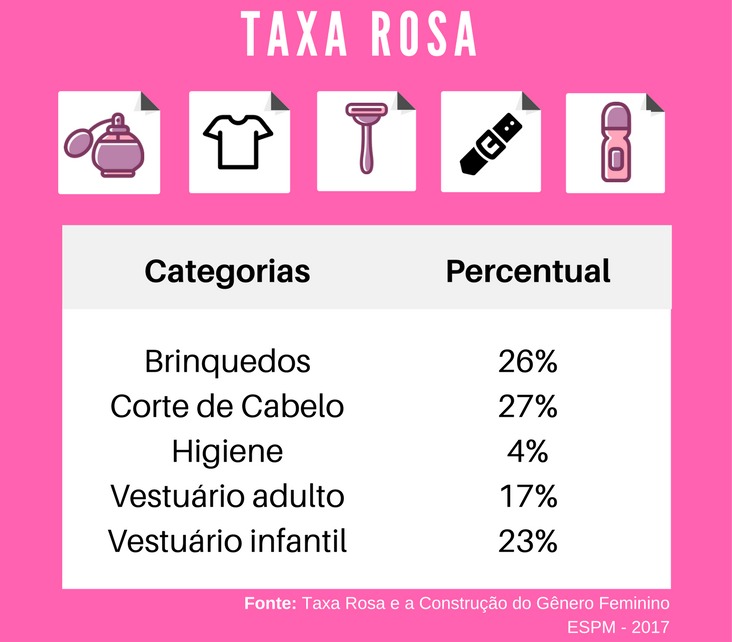 TAXA ROSA
Categorias Percentual
Brinquedos 26%
Corte de Cabelo 27%
Higiene 4%
Vestuário adulto 17%
Vestuário infantil 23%
Fonte: Taxa Rosa e a Construção do Gênero Feminino
ESPM - 2017